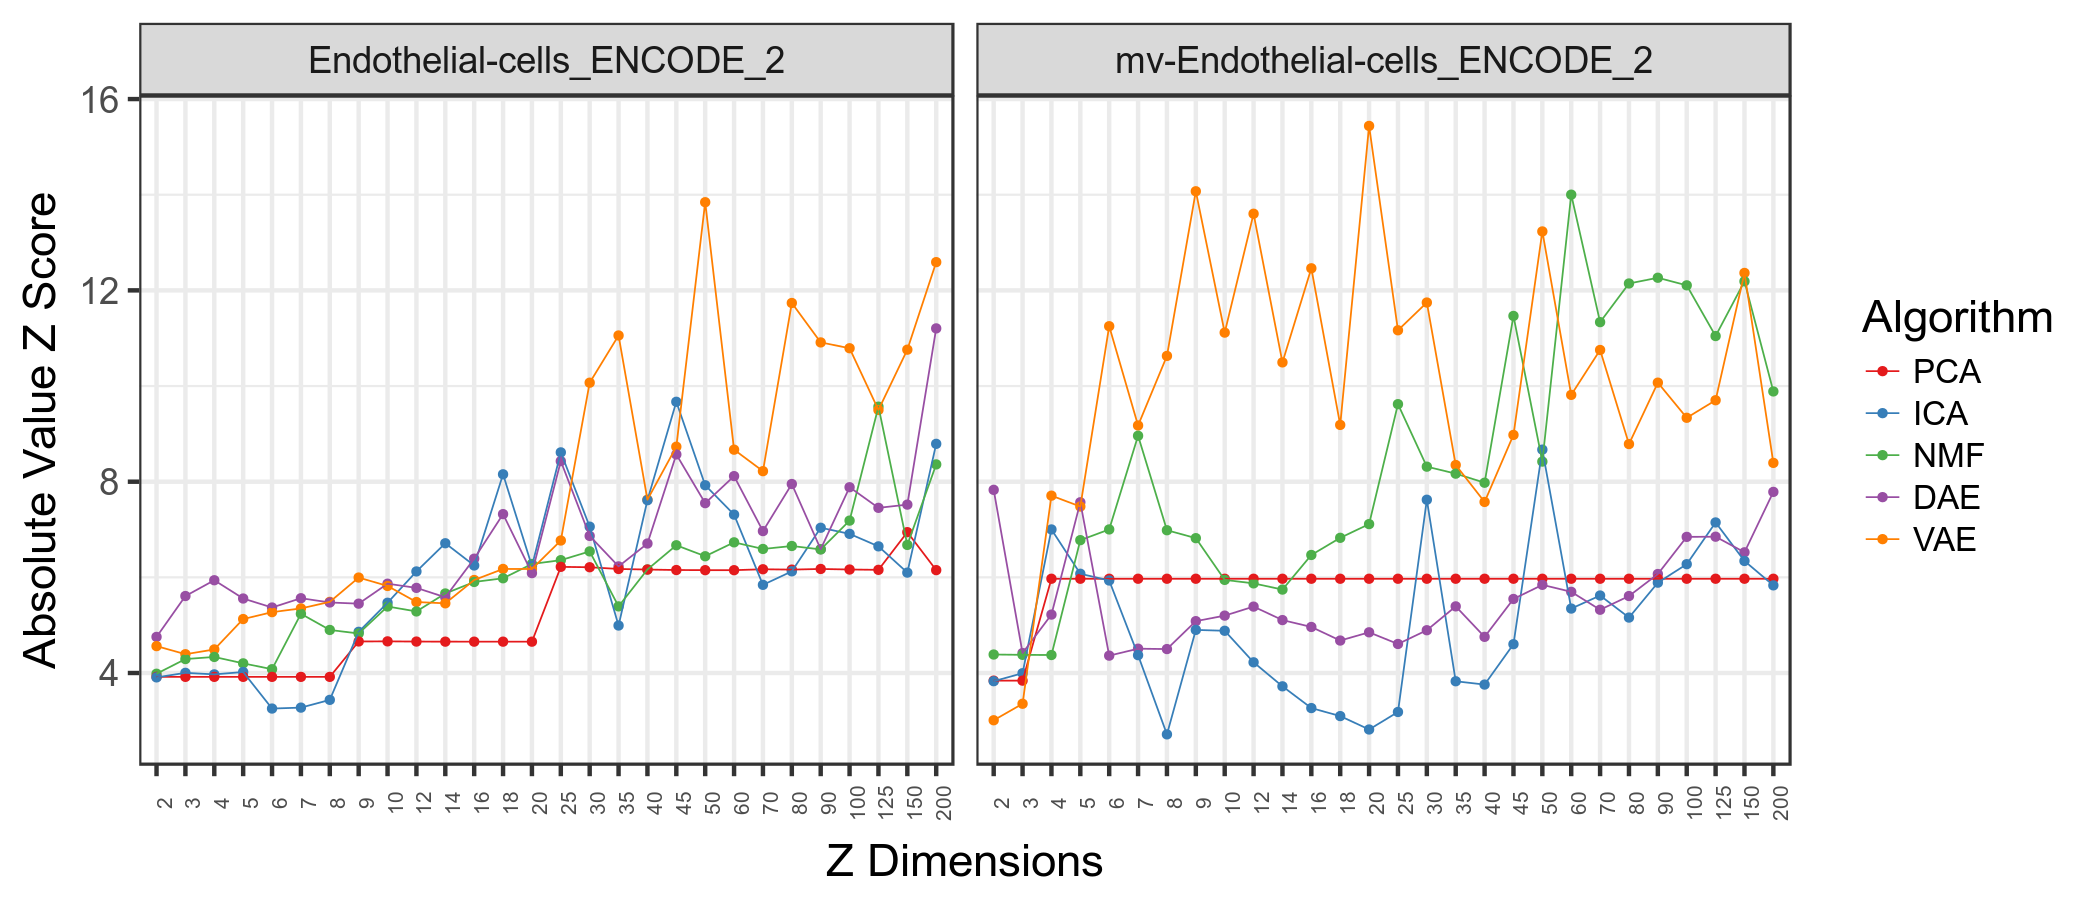 Endothelial-cells_ENCODE_2
mv-Endothelial-cells_ENCODE_2
Absolute Value Z Score
16
12
8
4
2 3 4 5 6 7 8 9 10 12 14 16 18 20 25 30 35 40 45 50 60 70 80 90 100 125 150 200
2 3 4 5 6 7 8 9 10 12 14 16 18 20 25 30 35 40 45 50 60 70 80 90 100 125 150 200
Z Dimensions
Algorithm
PCA
ICA
NMF
DAE
VAE